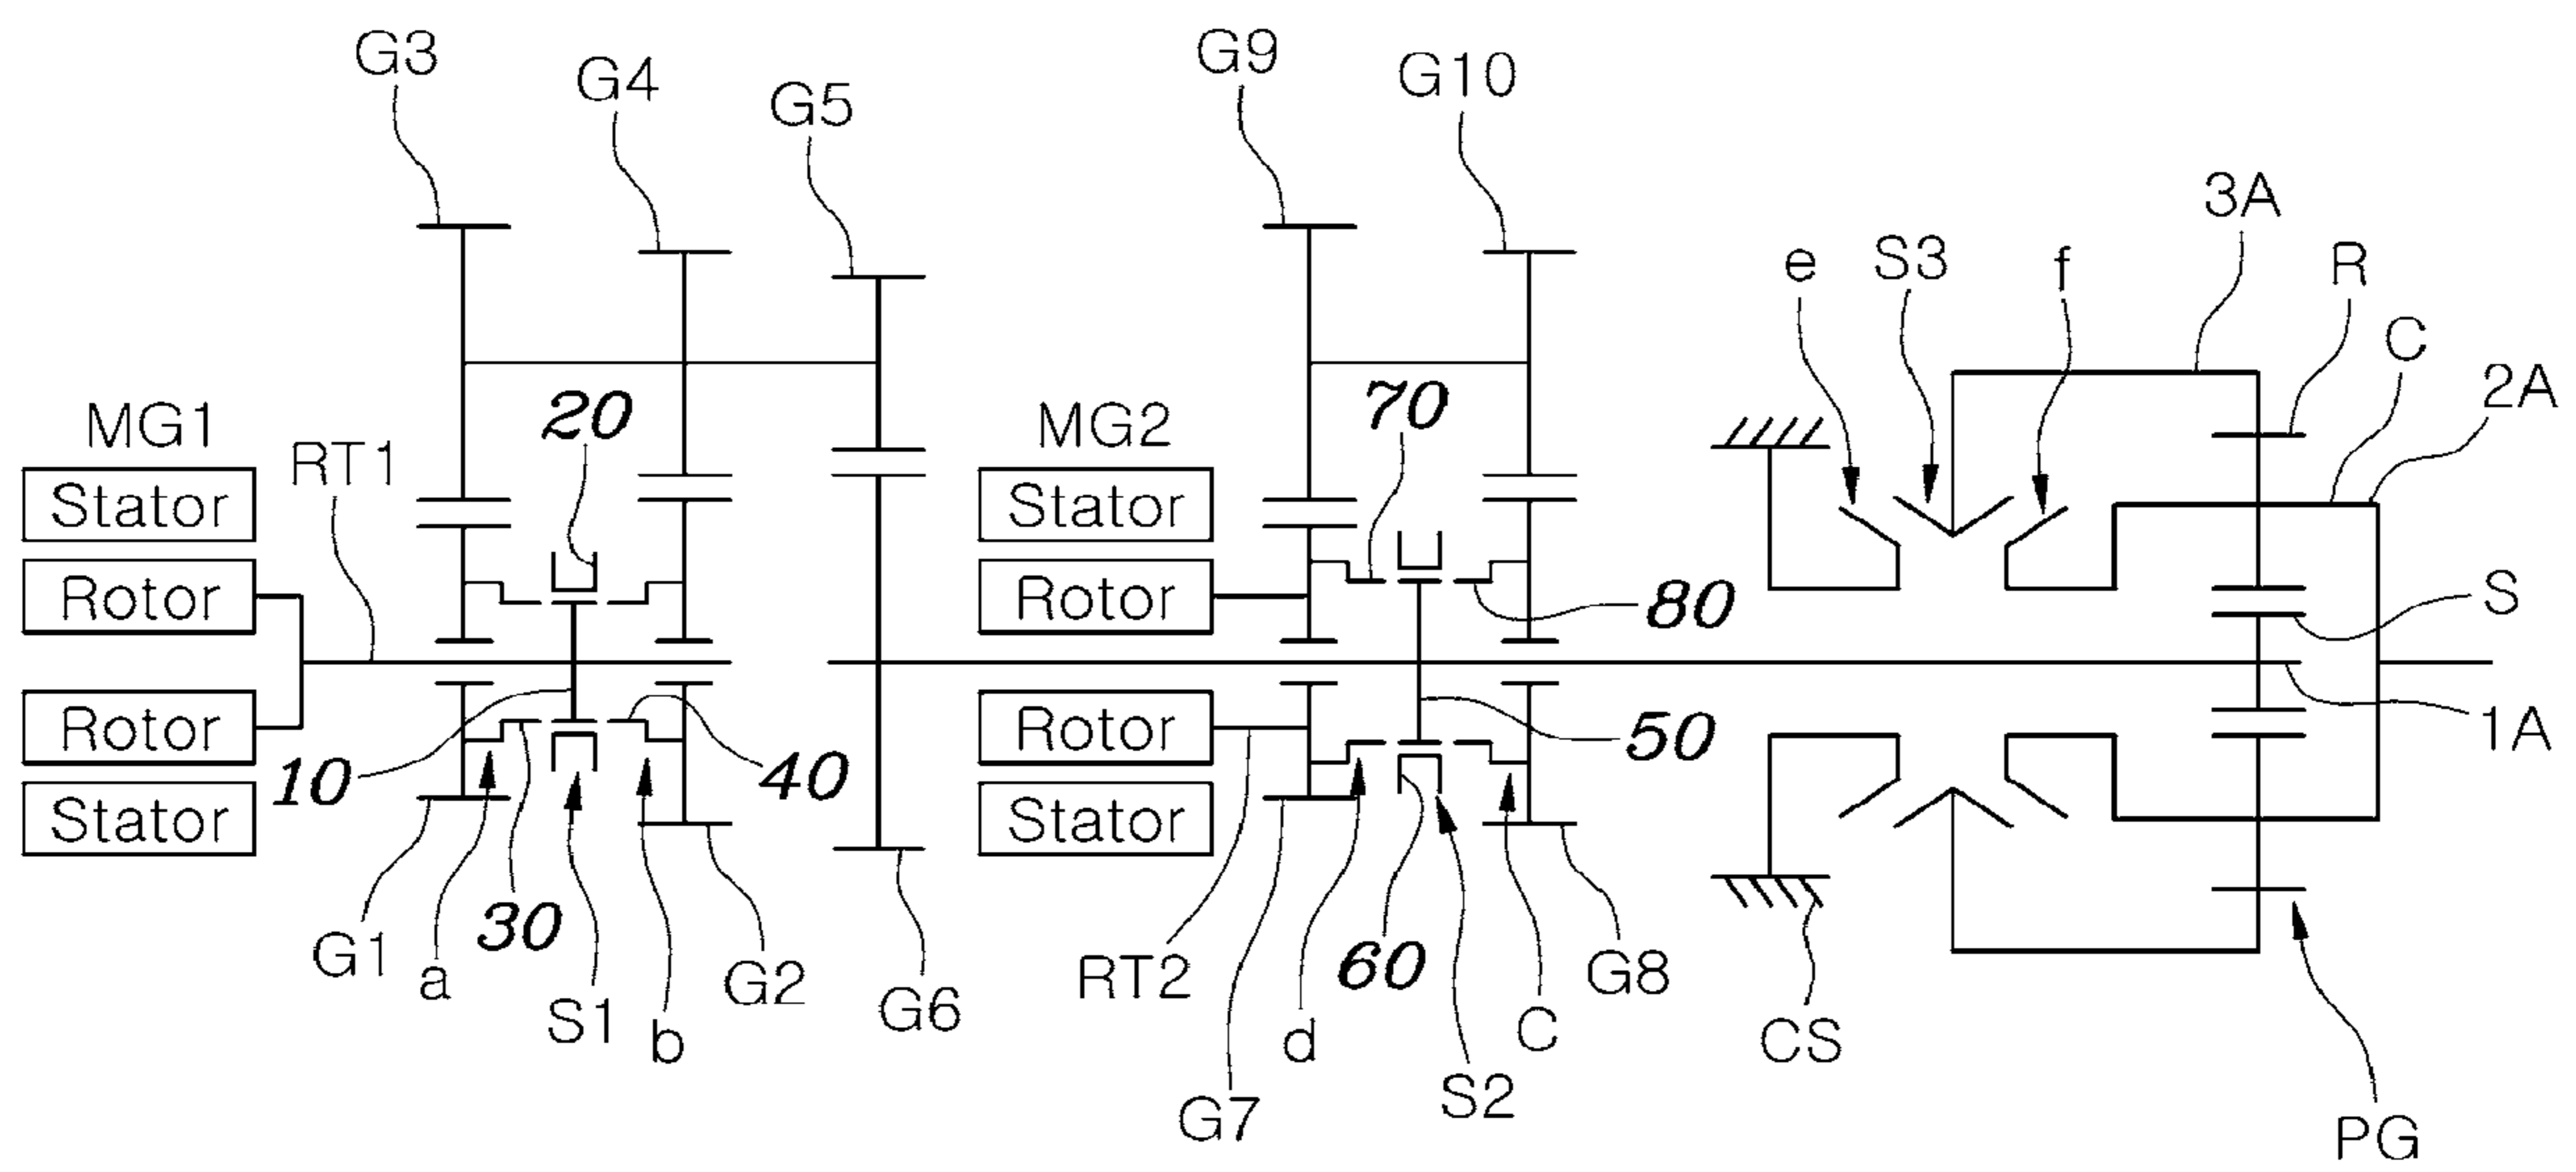 G3
G4
G5
G9
G10
3A
e
S3
f
R
C
2A
MG1
RT1
20
MG2
70
Stator
Stator
Rotor
Rotor
80
S
Rotor
Rotor
50
1A
10
40
Stator
Stator
G1
a
30
S1
b
G2
G6
RT2
G7
d
60
S2
C
G8
CS
PG